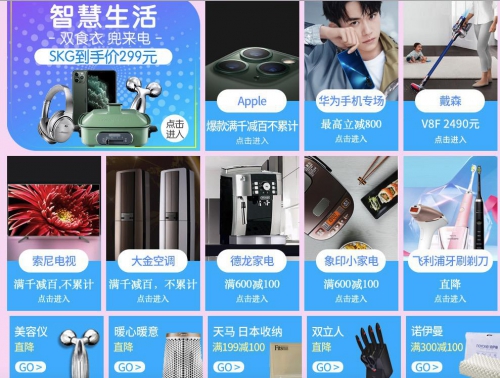 智慧生活
双食衣 兜来电
SKG到手价299元
点击
进入
Apple
爆款满千减百不累计
点击进入
华为手机专场
最高立减800
点击进入
戴森
V8F 2490元
点击进入
索尼电视
满千减百,不累计
点击进入
大金空调
满千减百，不累计
点击进入
德龙家电
满600减100
点击进入
象印小家电
满600减100
点击进入
飞利浦牙刷剃刀
直降
点击进入
美容仪
直降
GO >
暖心暖意
直降
GO >
天马 日本收纳
满199减100
GO >
双立人
直降
GO >
诺伊曼
满300减100
GO >